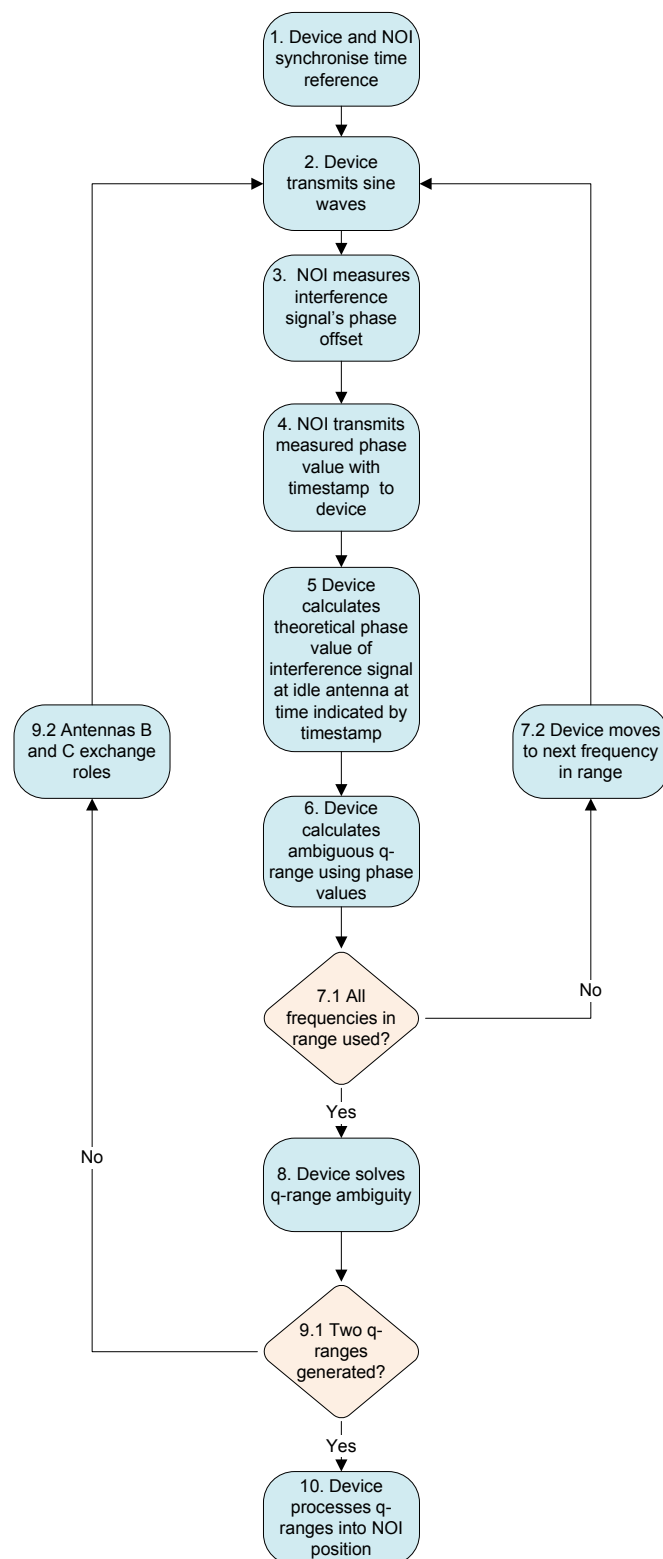 1. Device and NOI
synchronise time
reference
2. Device
transmits sine
waves
3.  NOI measures
interference
signal's phase
offset
4. NOI transmits
measured phase
value with
timestamp  to
device
5 Device
calculates
theoretical phase
value of
interference signal
at idle antenna at
time indicated by
timestamp
9.2 Antennas B
and C exchange
roles
7.2 Device moves
to next frequency
in range
6. Device
calculates
ambiguous q-
range using phase
values
7.1 All
frequencies in
range used?
No
Yes
8. Device solves
q-range ambiguity
No
9.1 Two q-
ranges
generated?
Yes
10. Device
processes q-
ranges into NOI
position